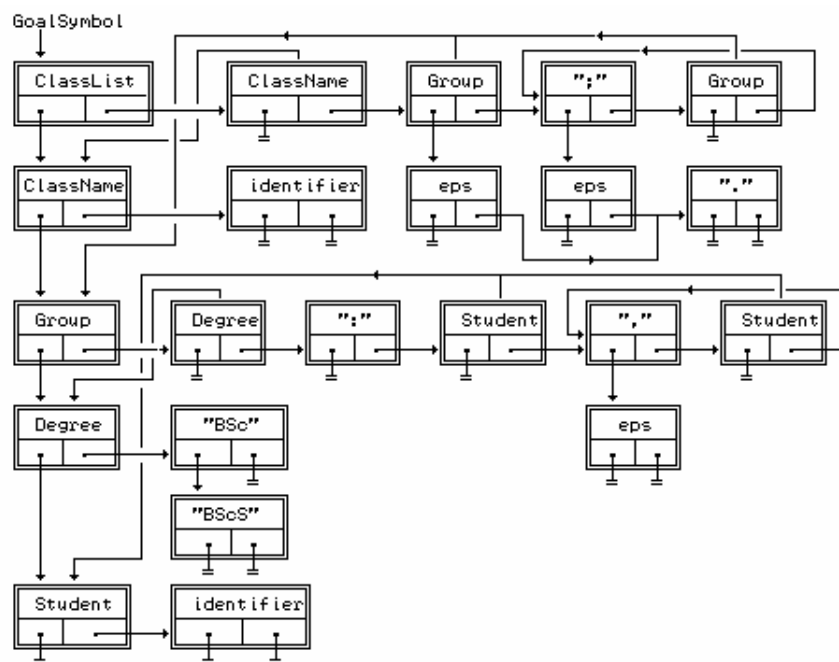 GoalSymbol
ClassList ClassName Group ";" Group
ClassName identifier eps eps "."
Group Degree ":" Student "," Student
Degree "BSc" eps
"BScS"
Student identifier